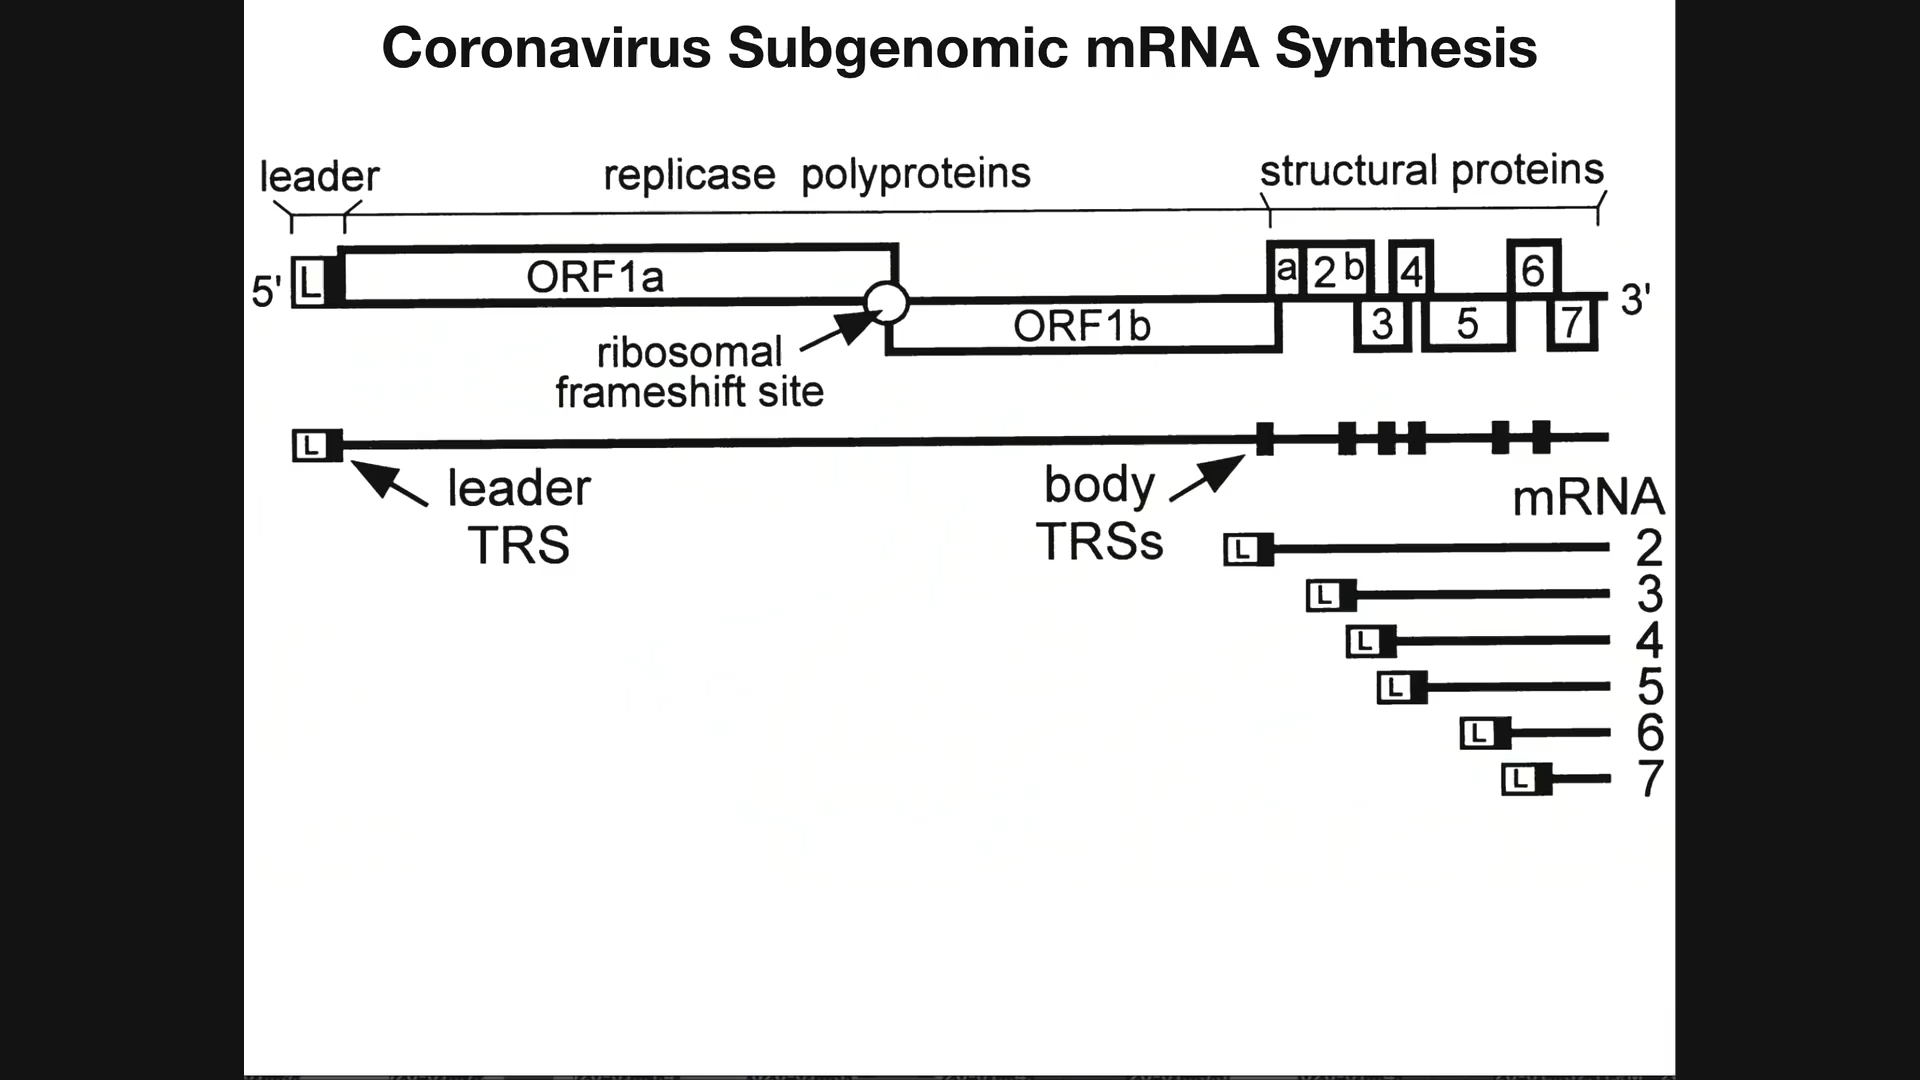 Coronavirus Subgenomic mRNA Synthesis
leader
replicase polyproteins
structural proteins
5'
L
ORF1a
a
2
b
4
6
3'
ORF1b
3
5
7
ribosomal
frameshift site
L
leader
TRS
body
TRSs
mRNA
L
2
L
3
L
4
L
5
L
6
L
7